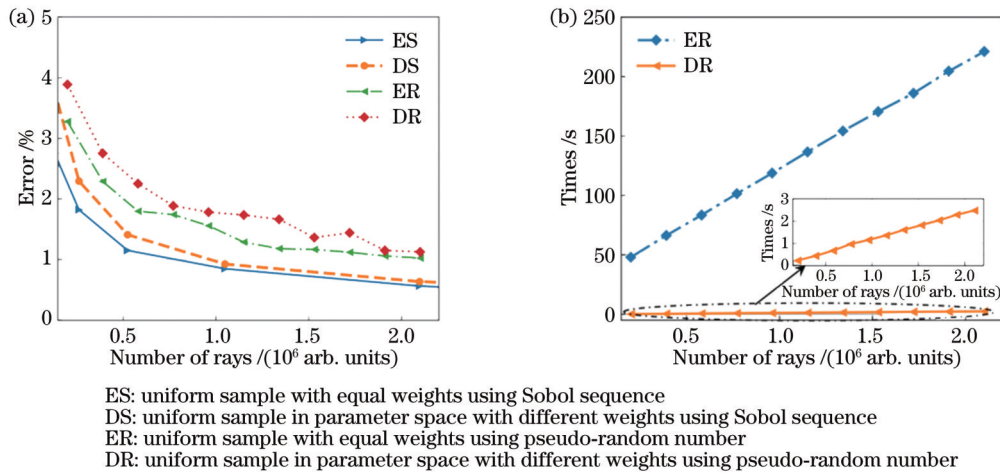 (a)
5
4
3
2
1
0
Error /%
ES
DS
ER
DR
0.5
1.0
1.5
2.0
Number of rays /(10⁶ arb. units)
(b)
250
200
150
100
50
0
Times /s
ER
DR
3
2
1
0
Times /s
0.5
1.0
1.5
2.0
Number of rays /(10⁶ arb. units)
0.5
1.0
1.5
2.0
Number of rays /(10⁶ arb. units)
ES: uniform sample with equal weights using Sobol sequence
DS: uniform sample in parameter space with different weights using Sobol sequence
ER: uniform sample with equal weights using pseudo-random number
DR: uniform sample in parameter space with different weights using pseudo-random number